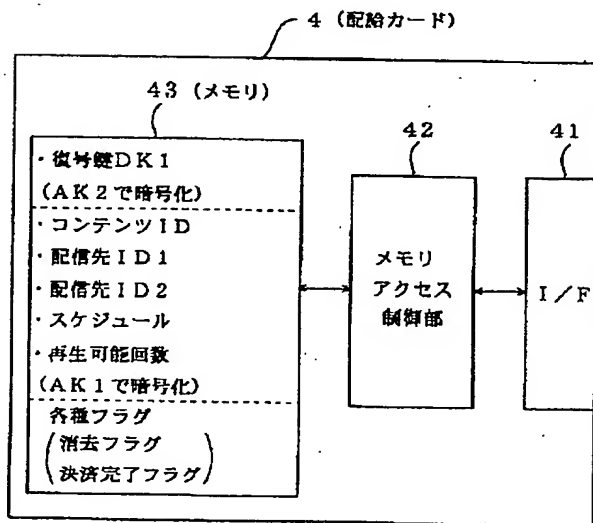 4(配給カード)
43(メモリ)
42
41
・復号鍵DK1
(AK2で暗号化)
・コンテンツID
・配信先ID1
・配信先ID2
・スケジュール
・再生可能回数
(AK1で暗号化)
各種フラグ
(消去フラグ
決済完了フラグ)
メモリ
アクセス
制御部
I/F